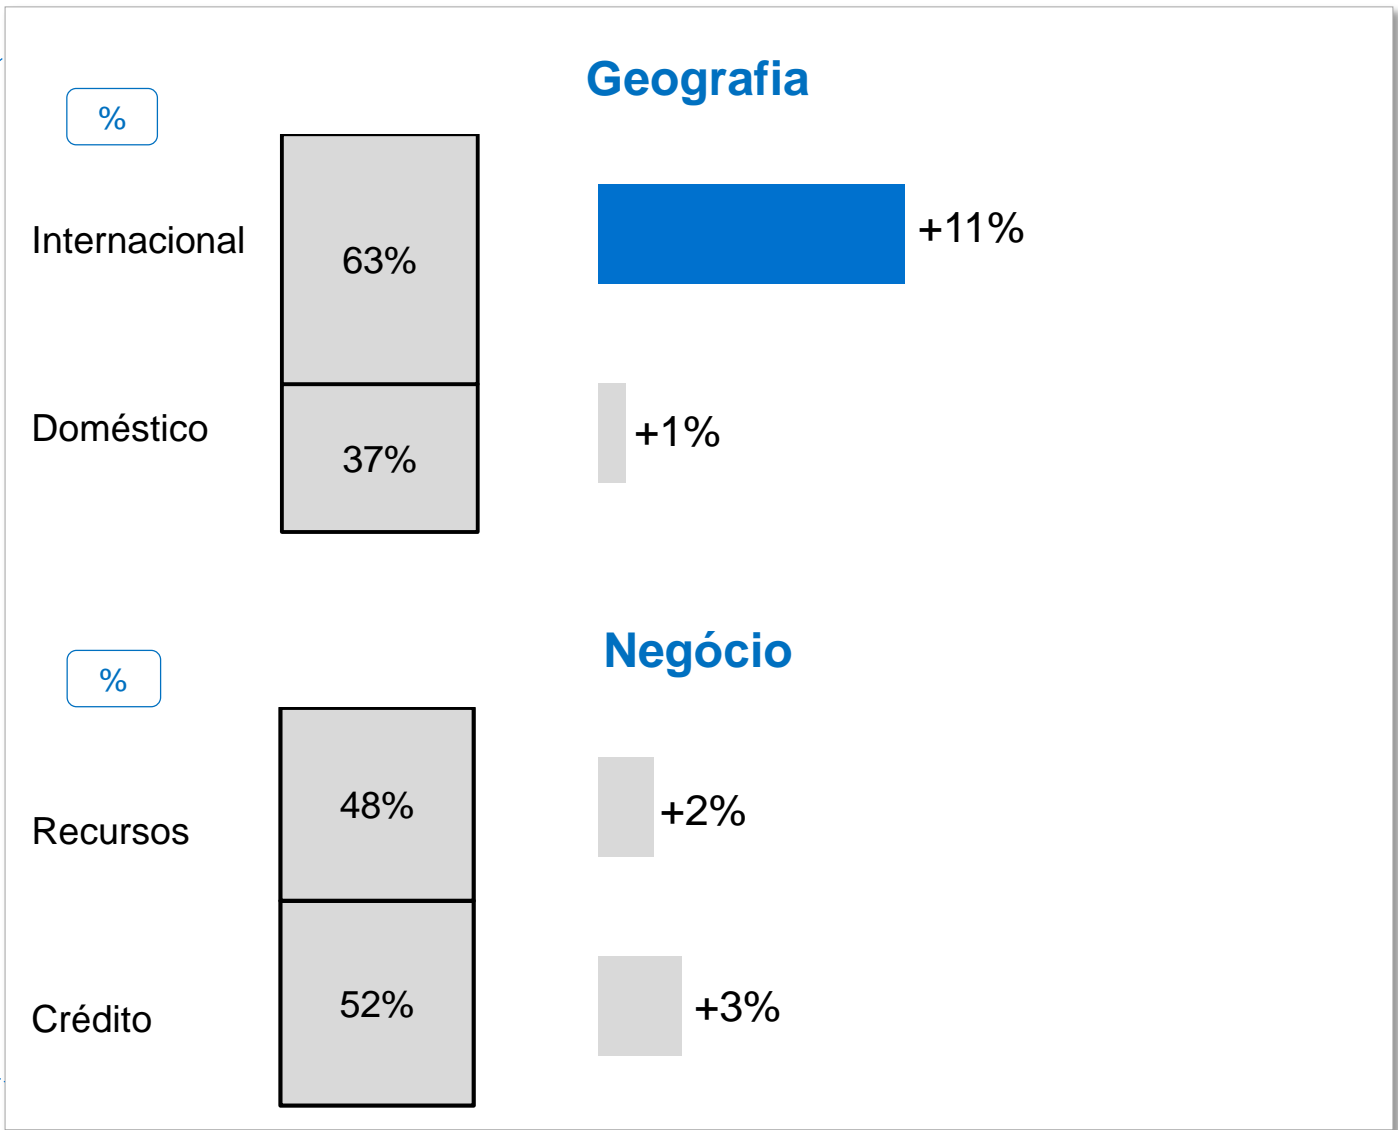 Geografia
%
Internacional
63%
+11%
Doméstico
37%
+1%
Negócio
%
Recursos
48%
+2%
Crédito
52%
+3%